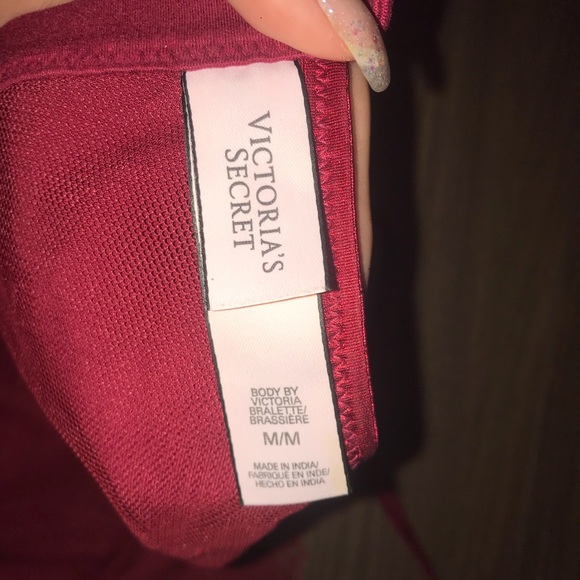 VICTORIA'S
SECRET
BODY BY
VICTORIA
BRALETTE/
BRASSIÈRE
M/M
MADE IN INDIA/
FABRIQUÉ EN INDE/
HECHO EN INDIA